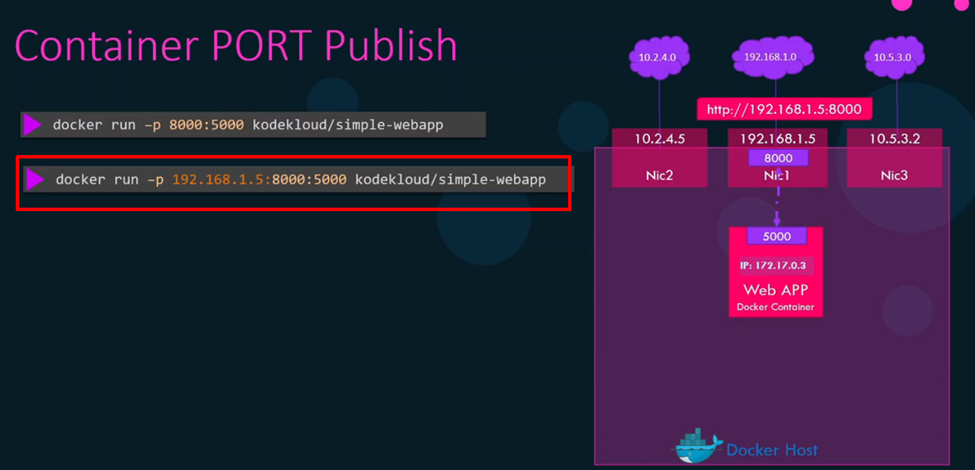 Container PORT Publish
docker run -p 8000:5000 kodekloud/simple-webapp
docker run -p 192.168.1.5:8000:5000 kodekloud/simple-webapp
10.2.4.0
192.168.1.0
10.5.3.0
http://192.168.1.5:8000
10.2.4.5
192.168.1.5
10.5.3.2
8000
Nic2
Nic1
Nic3
5000
IP: 172.17.0.3
Web APP
Docker Container
Docker Host